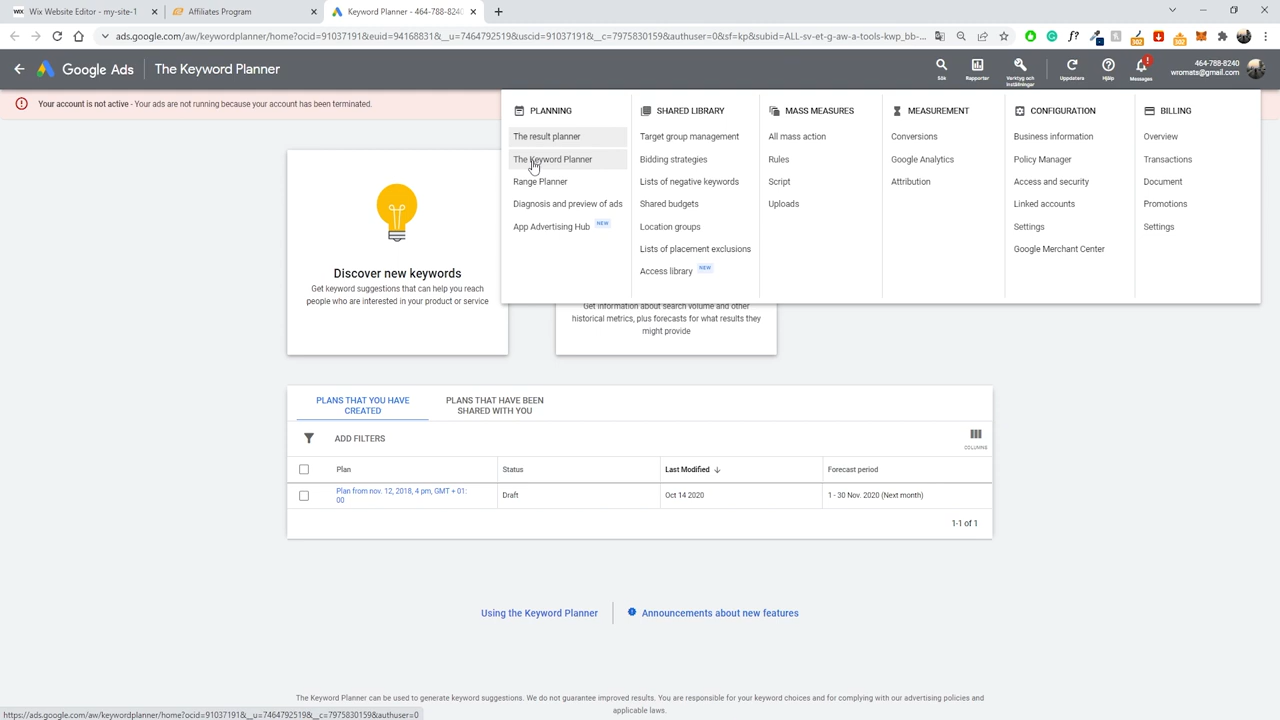 Wix Website Editor - my-site-1
Affiliates Program
Keyword Planner - 464-788-8240
ads.google.com/aw/keywordplanner/home?ocid=91037191&euid=94168831&__u=7464792519&uscid=91037191&__c=7975830159&authuser=0&sf=kp&subid=ALL-sv-et-g-aw-a-tools-kwp_bb-...
Google Ads
The Keyword Planner
Sök
Rapporter
Verktyg och
inställningar
Uppdatera
Hjälp
Messages
464-788-8240
wromats@gmail.com
Your account is not active - Your ads are not running because your account has been terminated.
PLANNING
The result planner
The Keyword Planner
Range Planner
Diagnosis and preview of ads
App Advertising Hub NEW
SHARED LIBRARY
Target group management
Bidding strategies
Lists of negative keywords
Shared budgets
Location groups
Lists of placement exclusions
Access library NEW
MASS MEASURES
All mass action
Rules
Script
Uploads
MEASUREMENT
Conversions
Google Analytics
Attribution
CONFIGURATION
Business information
Policy Manager
Access and security
Linked accounts
Settings
Google Merchant Center
BILLING
Overview
Transactions
Document
Promotions
Settings
Discover new keywords
Get keyword suggestions that can help you reach
people who are interested in your product or service
Get information about search volume and other
historical metrics, plus forecasts for what results they
might provide
PLANS THAT YOU HAVE
CREATED
PLANS THAT HAVE BEEN
SHARED WITH YOU
ADD FILTERS
COLUMNS
Plan Status Last Modified Forecast period
Plan from nov. 12, 2018, 4 pm, GMT + 01:
00
Draft
Oct 14 2020
1 - 30 Nov. 2020 (Next month)
1-1 of 1
Using the Keyword Planner
Announcements about new features
The Keyword Planner can be used to generate keyword suggestions. We do not guarantee improved results. You are responsible for your keyword choices and for complying with our advertising policies and
applicable laws.
https://ads.google.com/aw/keywordplanner/home?ocid=91037191&__u=7464792519&__c=7975830159&authuser=0